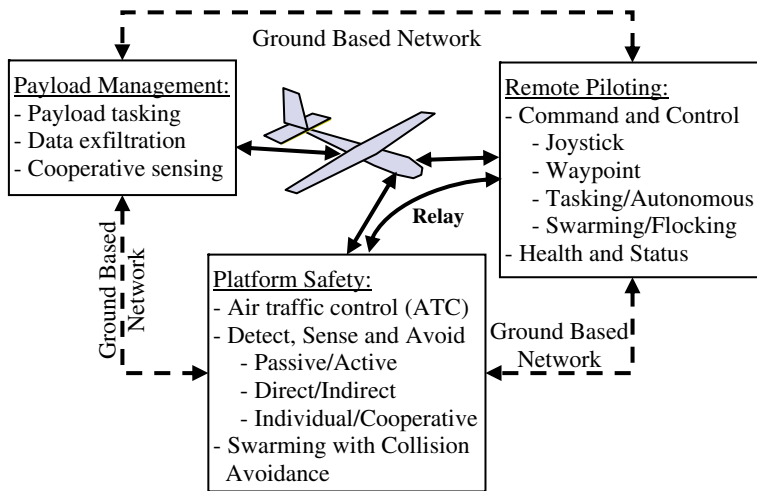 Ground Based Network
Payload Management:
- Payload tasking
- Data exfiltration
- Cooperative sensing
Remote Piloting:
- Command and Control
- Joystick
- Waypoint
- Tasking/Autonomous
- Swarming/Flocking
- Health and Status
Relay
Ground Based
Network
Platform Safety:
- Air traffic control (ATC)
- Detect, Sense and Avoid
- Passive/Active
- Direct/Indirect
- Individual/Cooperative
- Swarming with Collision
Avoidance
Ground Based
Network